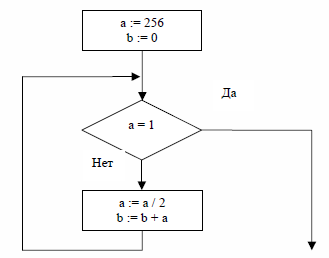 a := 256
b := 0
Да
a = 1
Нет
a := a / 2
b := b + a